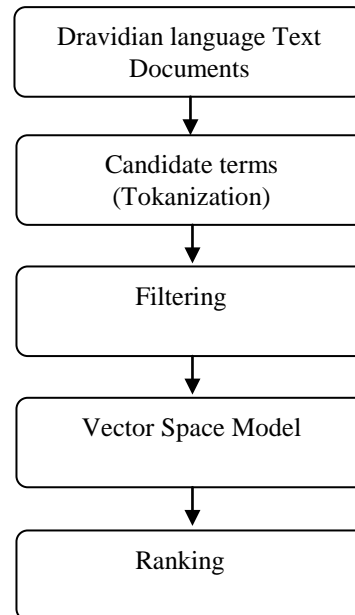 Dravidian language Text
Documents
Candidate terms
(Tokanization)
Filtering
Vector Space Model
Ranking